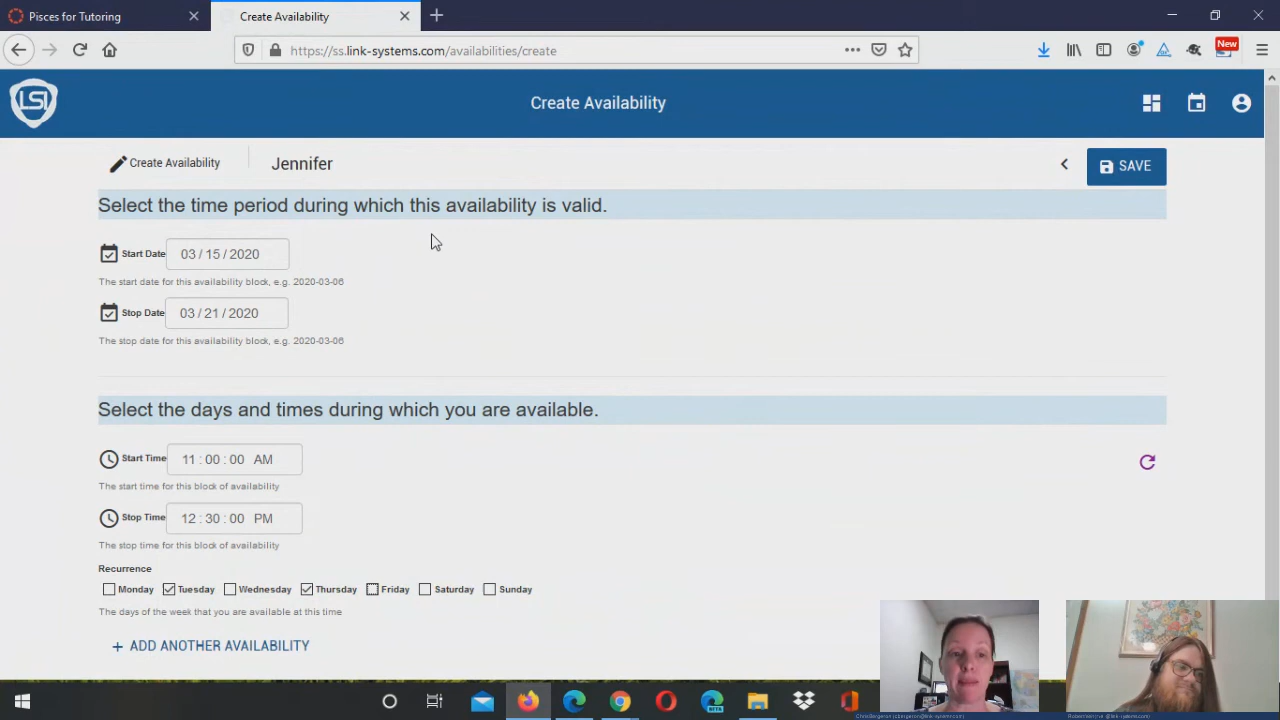 Pisces for Tutoring
Create Availability
https://ss.link-systems.com/availabilities/create
New
LSI
Create Availability
Create Availability
Jennifer
SAVE
Select the time period during which this availability is valid.
Start Date
03 / 15 / 2020
The start date for this availability block, e.g. 2020-03-06
Stop Date
03 / 21 / 2020
The stop date for this availability block, e.g. 2020-03-06
Select the days and times during which you are available.
Start Time
11 : 00 : 00 AM
The start time for this block of availability
Stop Time
12 : 30 : 00 PM
The stop time for this block of availability
Recurrence
Monday Tuesday Wednesday Thursday Friday Saturday Sunday
The days of the week that you are available at this time
+ ADD ANOTHER AVAILABILITY
BETA